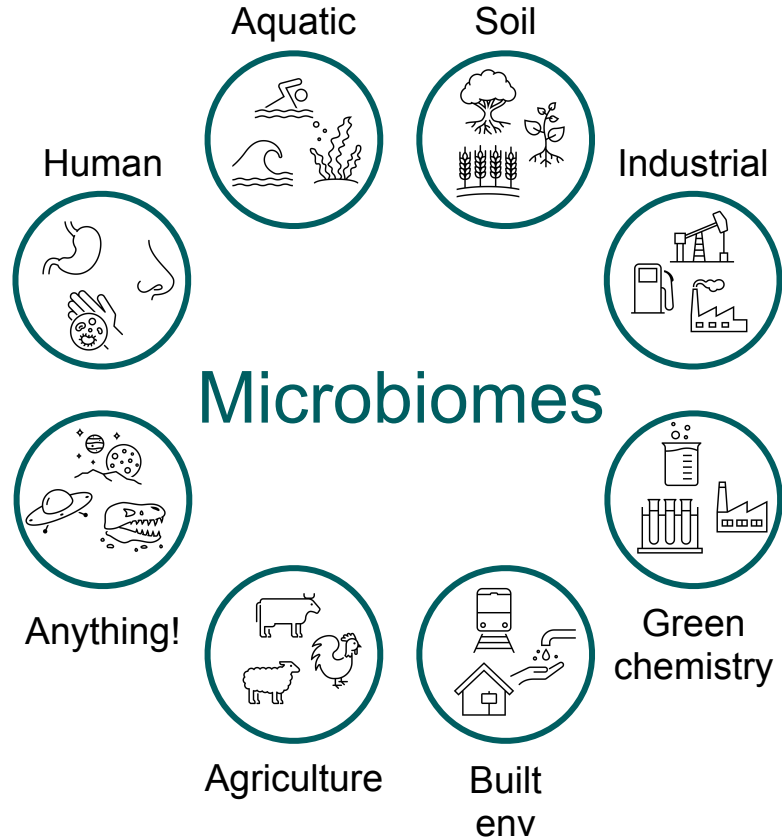 Aquatic
Soil
Human
Industrial
Microbiomes
Anything!
Green
chemistry
Agriculture
Built
env